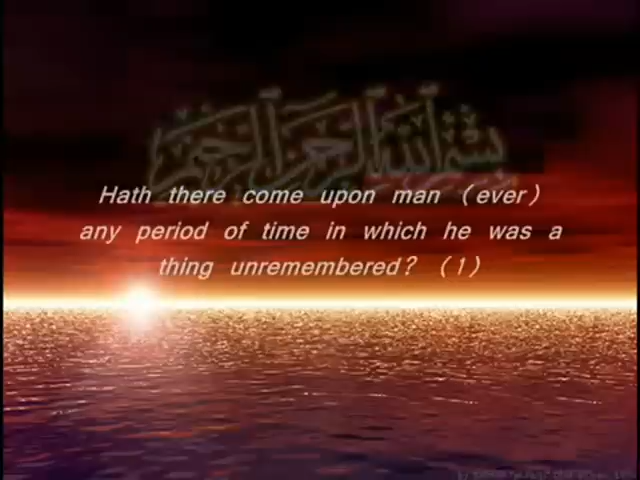 بسم الله الرحمن الرحيم
Hath there come upon man (ever)
any period of time in which he was a
thing unremembered? (1)